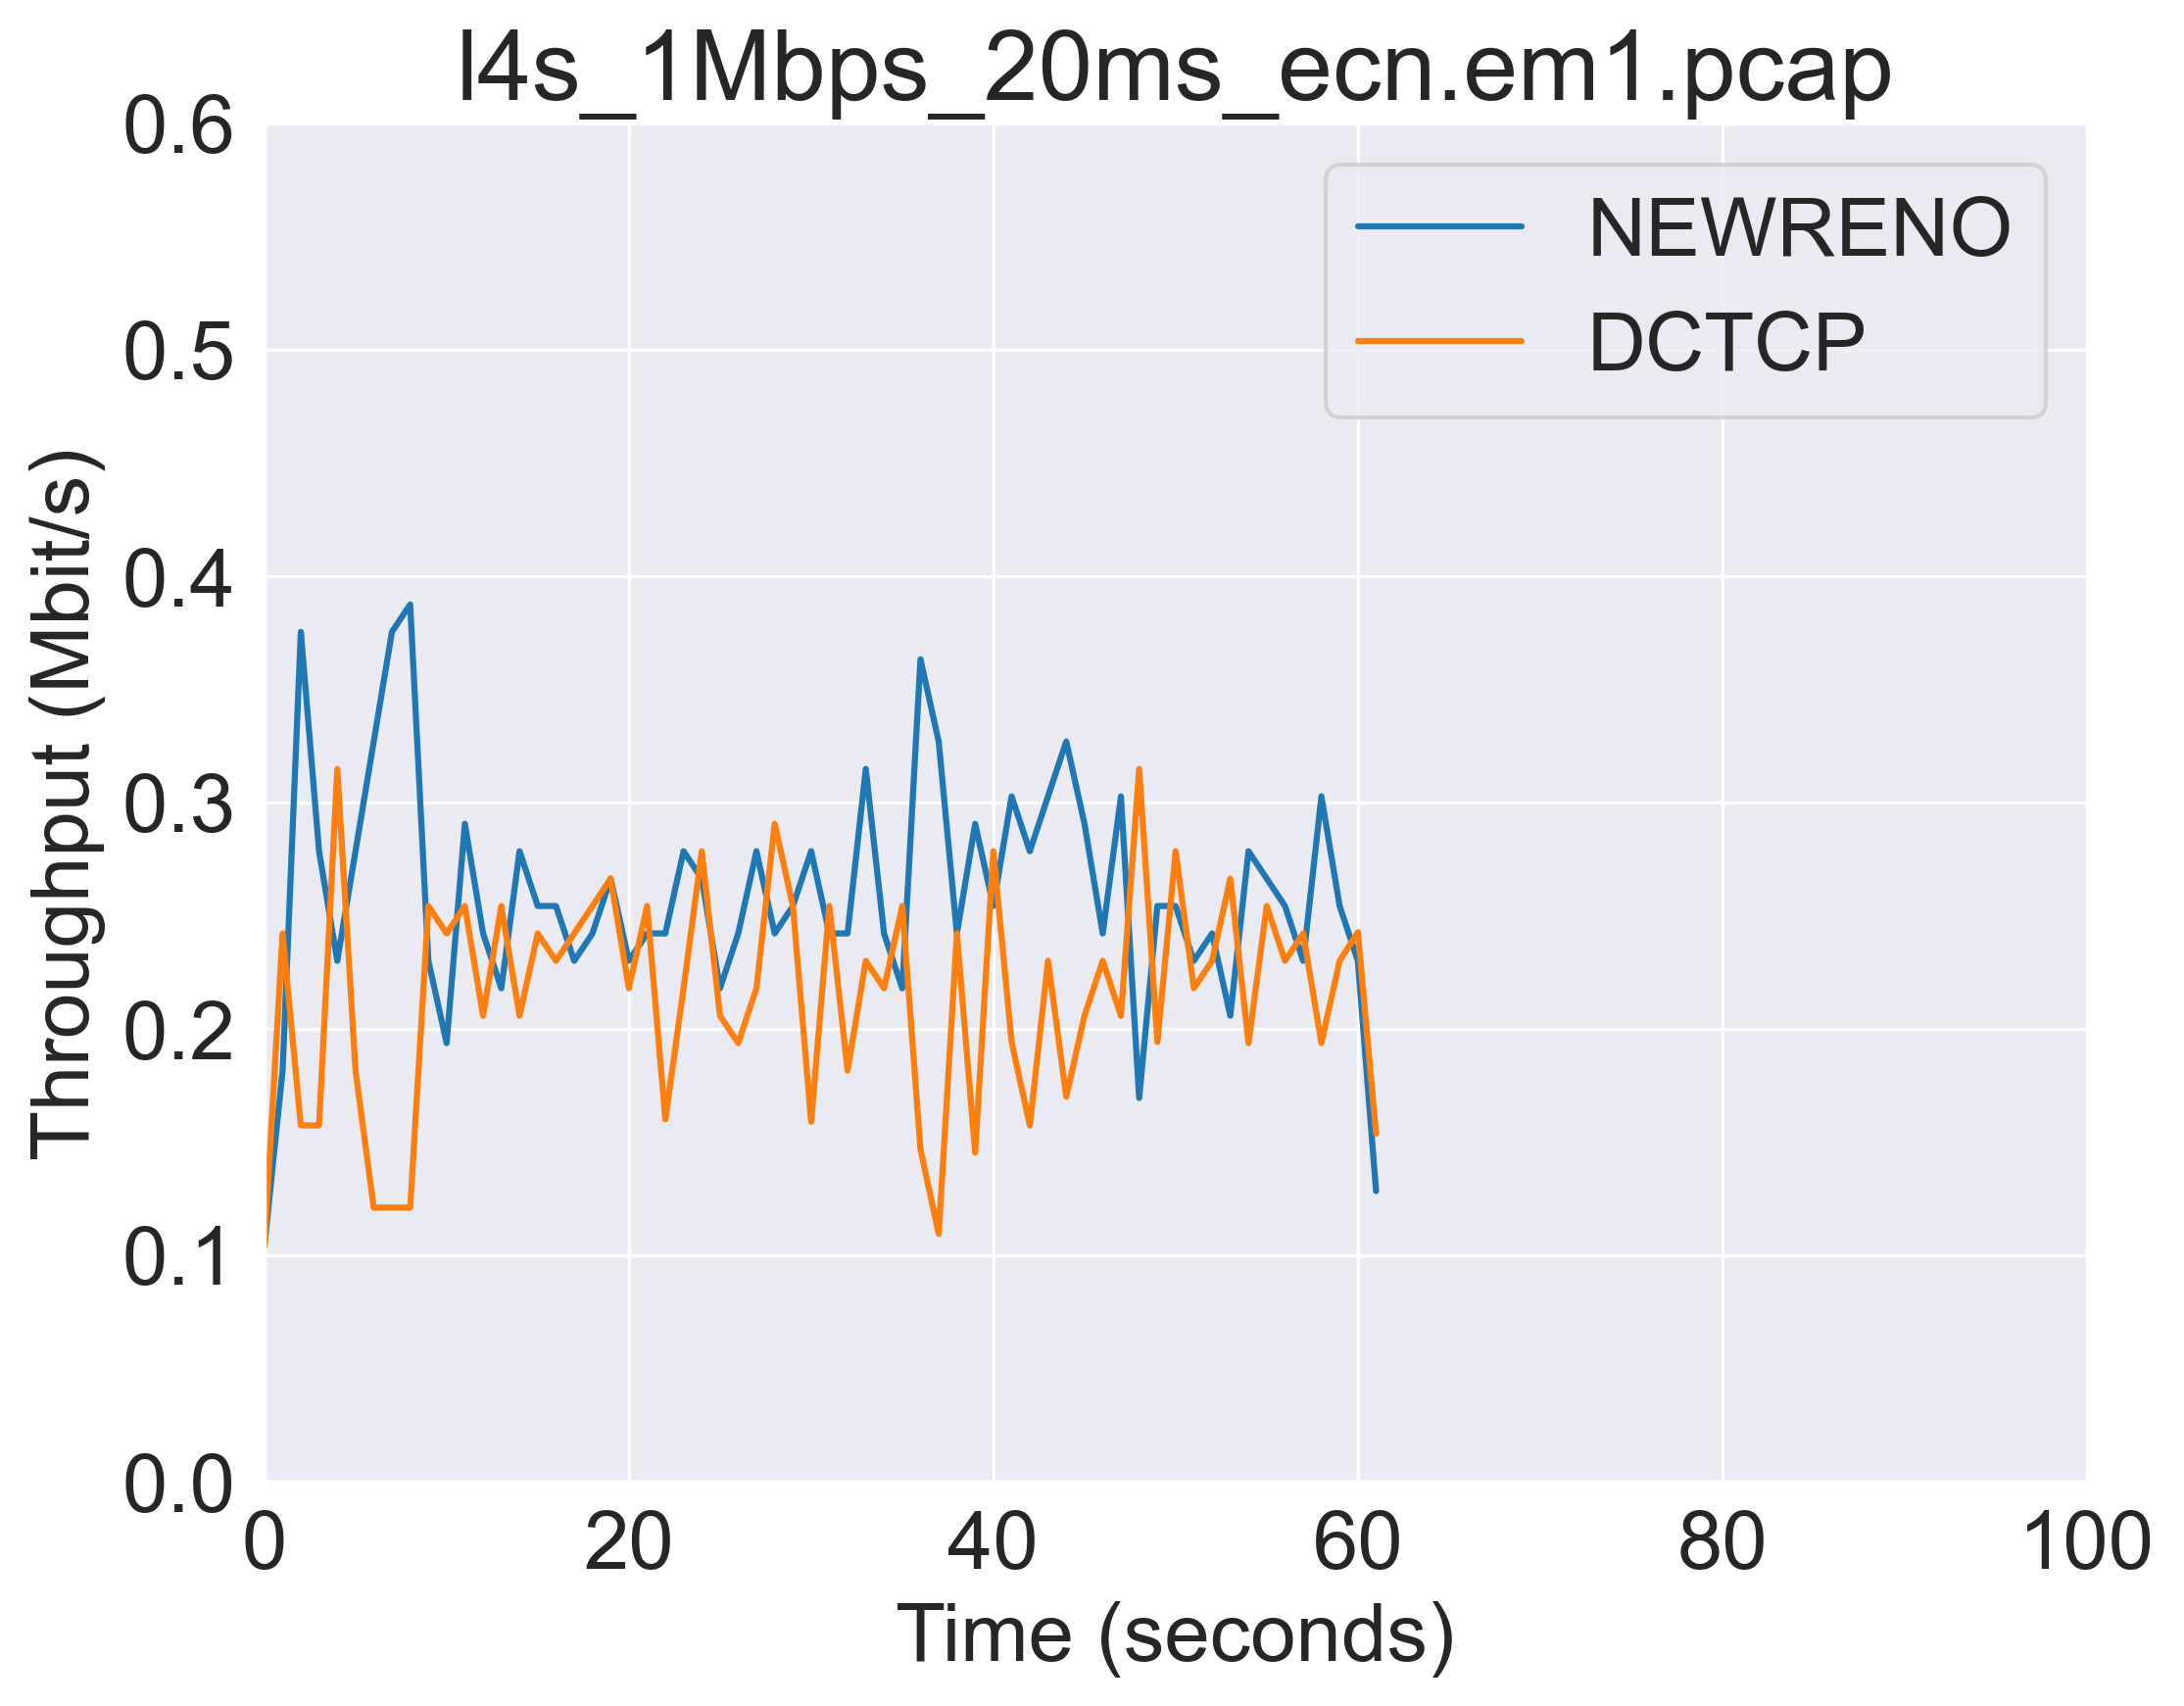 l4s_1Mbps_20ms_ecn.em1.pcap
0.6
0.5
0.4
0.3
0.2
0.1
0.0
Throughput (Mbit/s)
NEWRENO
DCTCP
0 20 40 60 80 100
Time (seconds)